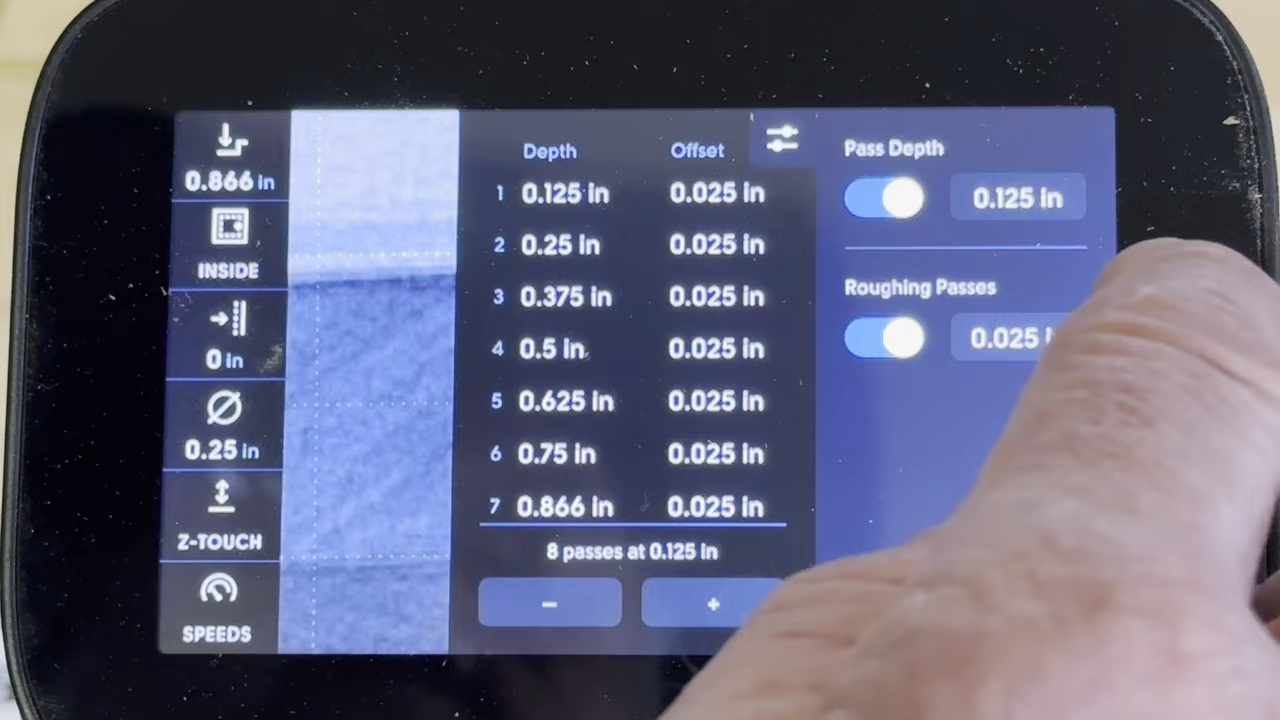 0.866 in
INSIDE
0 in
0.25 in
Z-TOUCH
SPEEDS
Depth Offset
1 0.125 in 0.025 in
2 0.25 in 0.025 in
3 0.375 in 0.025 in
4 0.5 in 0.025 in
5 0.625 in 0.025 in
6 0.75 in 0.025 in
7 0.866 in 0.025 in
8 passes at 0.125 in
- +
Pass Depth
0.125 in
Roughing Passes
0.025